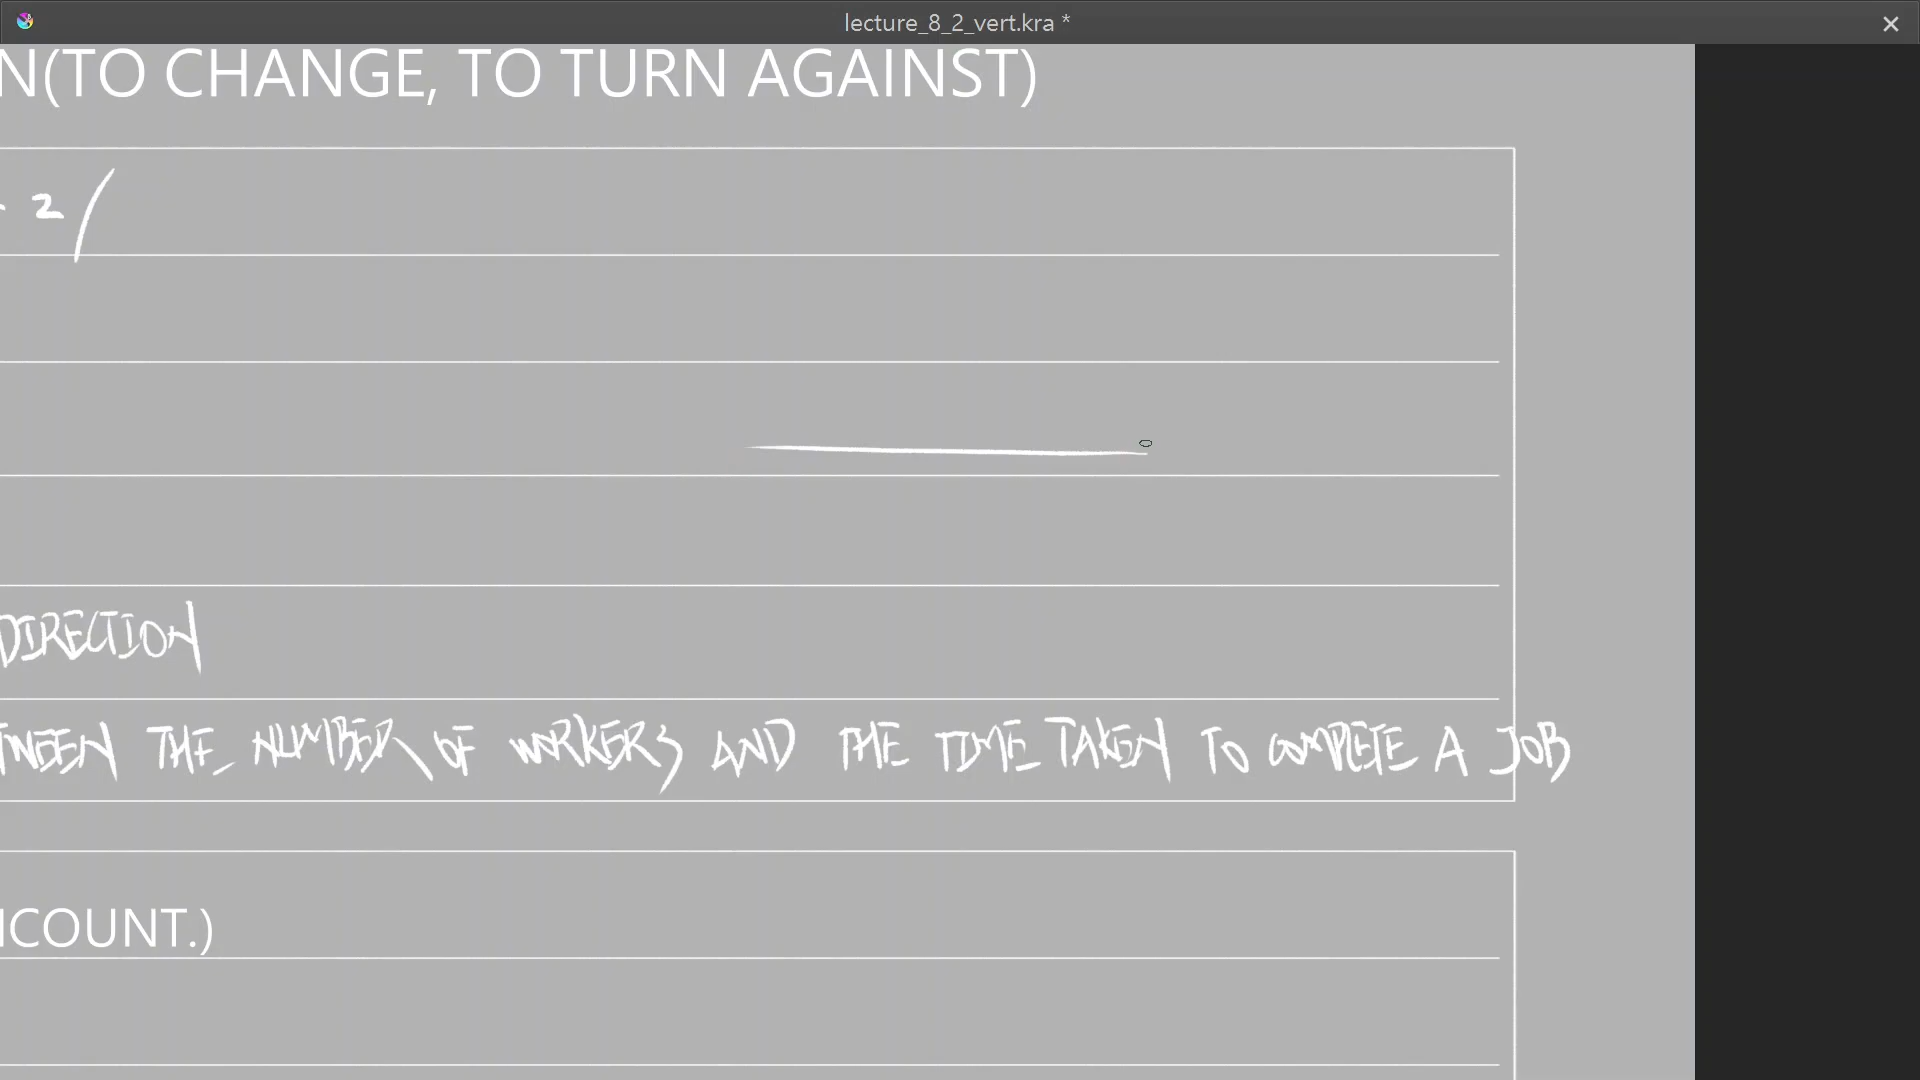 lecture_8_2_vert.kra *
N(TO CHANGE, TO TURN AGAINST)
2/
DIRECTION
TWEEN THE NUMBER OF WORKERS AND THE TIME TAKEN TO COMPLETE A JOB
COUNT.)